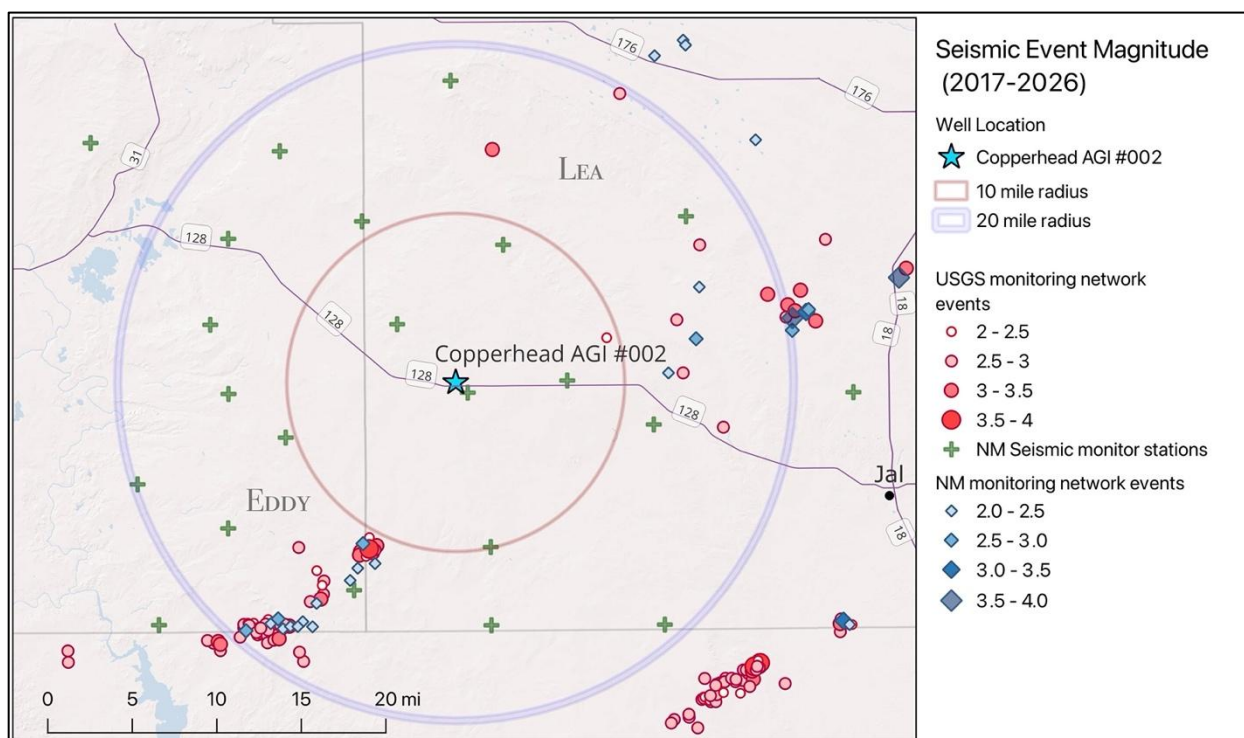 176
176
31
LEA
128
128
Copperhead AGI #002
128
128
18
18
Jal
EDDY
18
0 5 10 15 20 mi
Seismic Event Magnitude
(2017-2026)
Well Location
Copperhead AGI #002
10 mile radius
20 mile radius
USGS monitoring network
events
2 - 2.5
2.5 - 3
3 - 3.5
3.5 - 4
NM Seismic monitor stations
NM monitoring network events
2.0 - 2.5
2.5 - 3.0
3.0 - 3.5
3.5 - 4.0